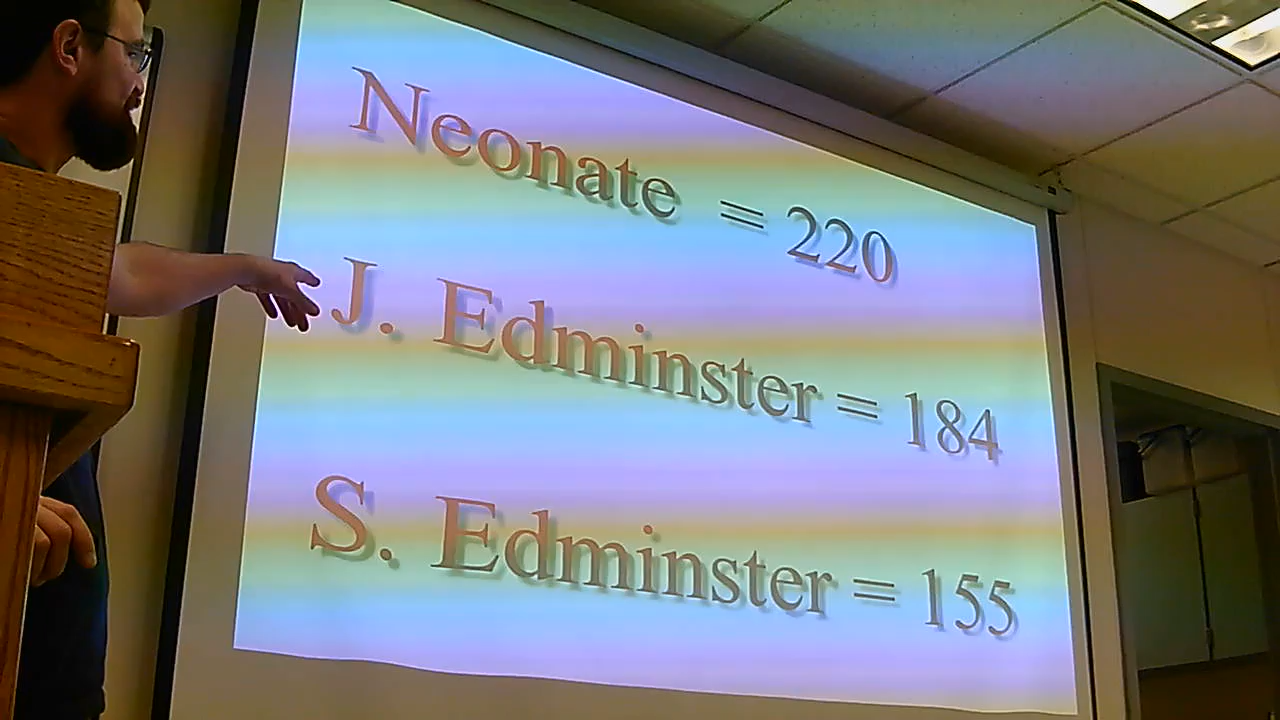 Neonate = 220
J. Edminster = 184
S. Edminster = 155